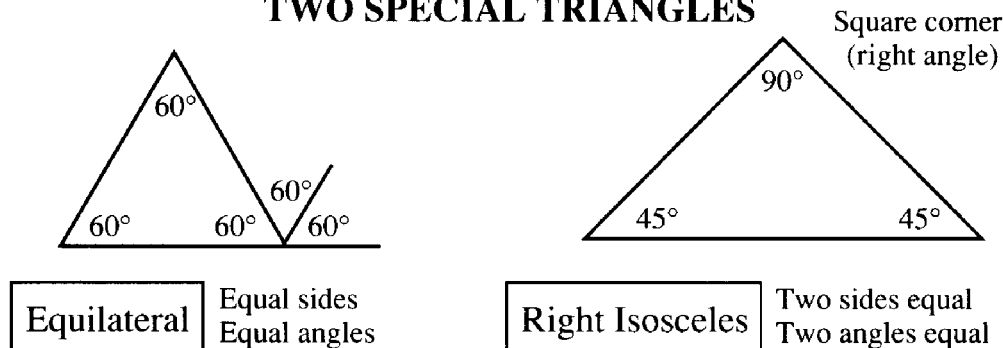 TWO SPECIAL TRIANGLES
Square corner
(right angle)
60°
60°
60°
60°
60°
90°
45°
45°
Equilateral
Equal sides
Equal angles
Right Isosceles
Two sides equal
Two angles equal